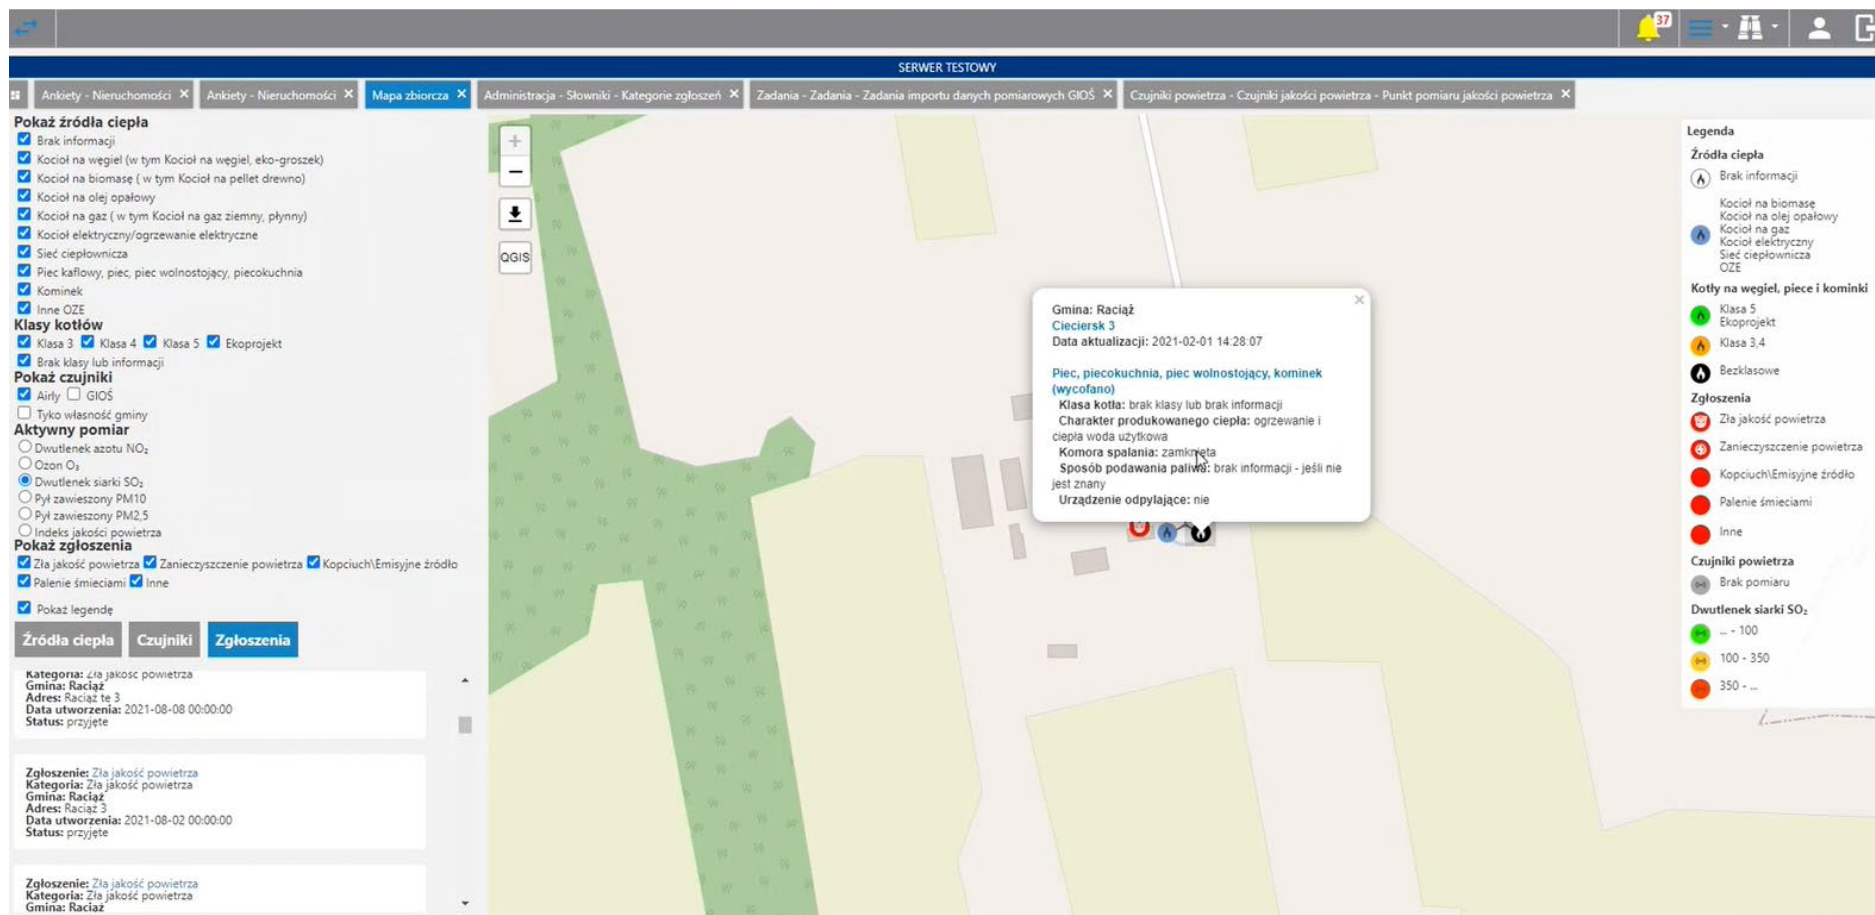 37
SERWER TESTOWY
Ankiety - Nieruchomości ×
Ankiety - Nieruchomości ×
Mapa zbiorcza ×
Administracja - Słowniki - Kategorie zgłoszeń ×
Zadania - Zadania - Zadania importu danych pomiarowych GIOŚ ×
Czujniki powietrza - Czujniki jakości powietrza - Punkt pomiaru jakości powietrza ×
Pokaż źródła ciepła
Brak informacji
Kocioł na węgiel (w tym Kocioł na węgiel, eko-groszek)
Kocioł na biomasę ( w tym Kocioł na pellet drewno)
Kocioł na olej opałowy
Kocioł na gaz ( w tym Kocioł na gaz ziemny, płynny)
Kocioł elektryczny/ogrzewanie elektryczne
Sieć ciepłownicza
Piec kaflowy, piec, piec wolnostojący, piecokuchnia
Kominek
Inne OZE
Klasy kotłów
Klasa 3 Klasa 4 Klasa 5 Ekoprojekt
Brak klasy lub informacji
Pokaż czujniki
Airly GIOŚ
Tyko własność gminy
Aktywny pomiar
Dwutlenek azotu NO₂
Ozon O₃
Dwutlenek siarki SO₂
Pył zawieszony PM10
Pył zawieszony PM2,5
Indeks jakości powietrza
Pokaż zgłoszenia
Zła jakość powietrza Zanieczyszczenie powietrza Kopciuch\Emisyjne źródło
Palenie śmieciami Inne
Pokaż legendę
Źródła ciepła
Czujniki
Zgłoszenia
Kategoria: Zła jakość powietrza
Gmina: Raciąż
Adres: Raciąż te 3
Data utworzenia: 2021-08-08 00:00:00
Status: przyjęte
Zgłoszenie: Zła jakość powietrza
Kategoria: Zła jakość powietrza
Gmina: Raciąż
Adres: Raciąż 3
Data utworzenia: 2021-08-02 00:00:00
Status: przyjęte
Zgłoszenie: Zła jakość powietrza
Kategoria: Zła jakość powietrza
Gmina: Raciąż
+
−
QGIS
×
Gmina: Raciąż
Cieciersk 3
Data aktualizacji: 2021-02-01 14:28:07
Piec, piecokuchnia, piec wolnostojący, kominek
(wycofano)
Klasa kotła: brak klasy lub brak informacji
Charakter produkowanego ciepła: ogrzewanie i
ciepła woda użytkowa
Komora spalania: zamknięta
Sposób podawania paliwa: brak informacji - jeśli nie
jest znany
Urządzenie odpylające: nie
Legenda
Źródła ciepła
Brak informacji
Kocioł na biomasę
Kocioł na olej opałowy
Kocioł na gaz
Kocioł elektryczny
Sieć ciepłownicza
OZE
Kotły na węgiel, piece i kominki
Klasa 5
Ekoprojekt
Klasa 3,4
Bezklasowe
Zgłoszenia
Zła jakość powietrza
Zanieczyszczenie powietrza
Kopciuch\Emisyjne źródło
Palenie śmieciami
Inne
Czujniki powietrza
Brak pomiaru
Dwutlenek siarki SO₂
... - 100
100 - 350
350 - ...